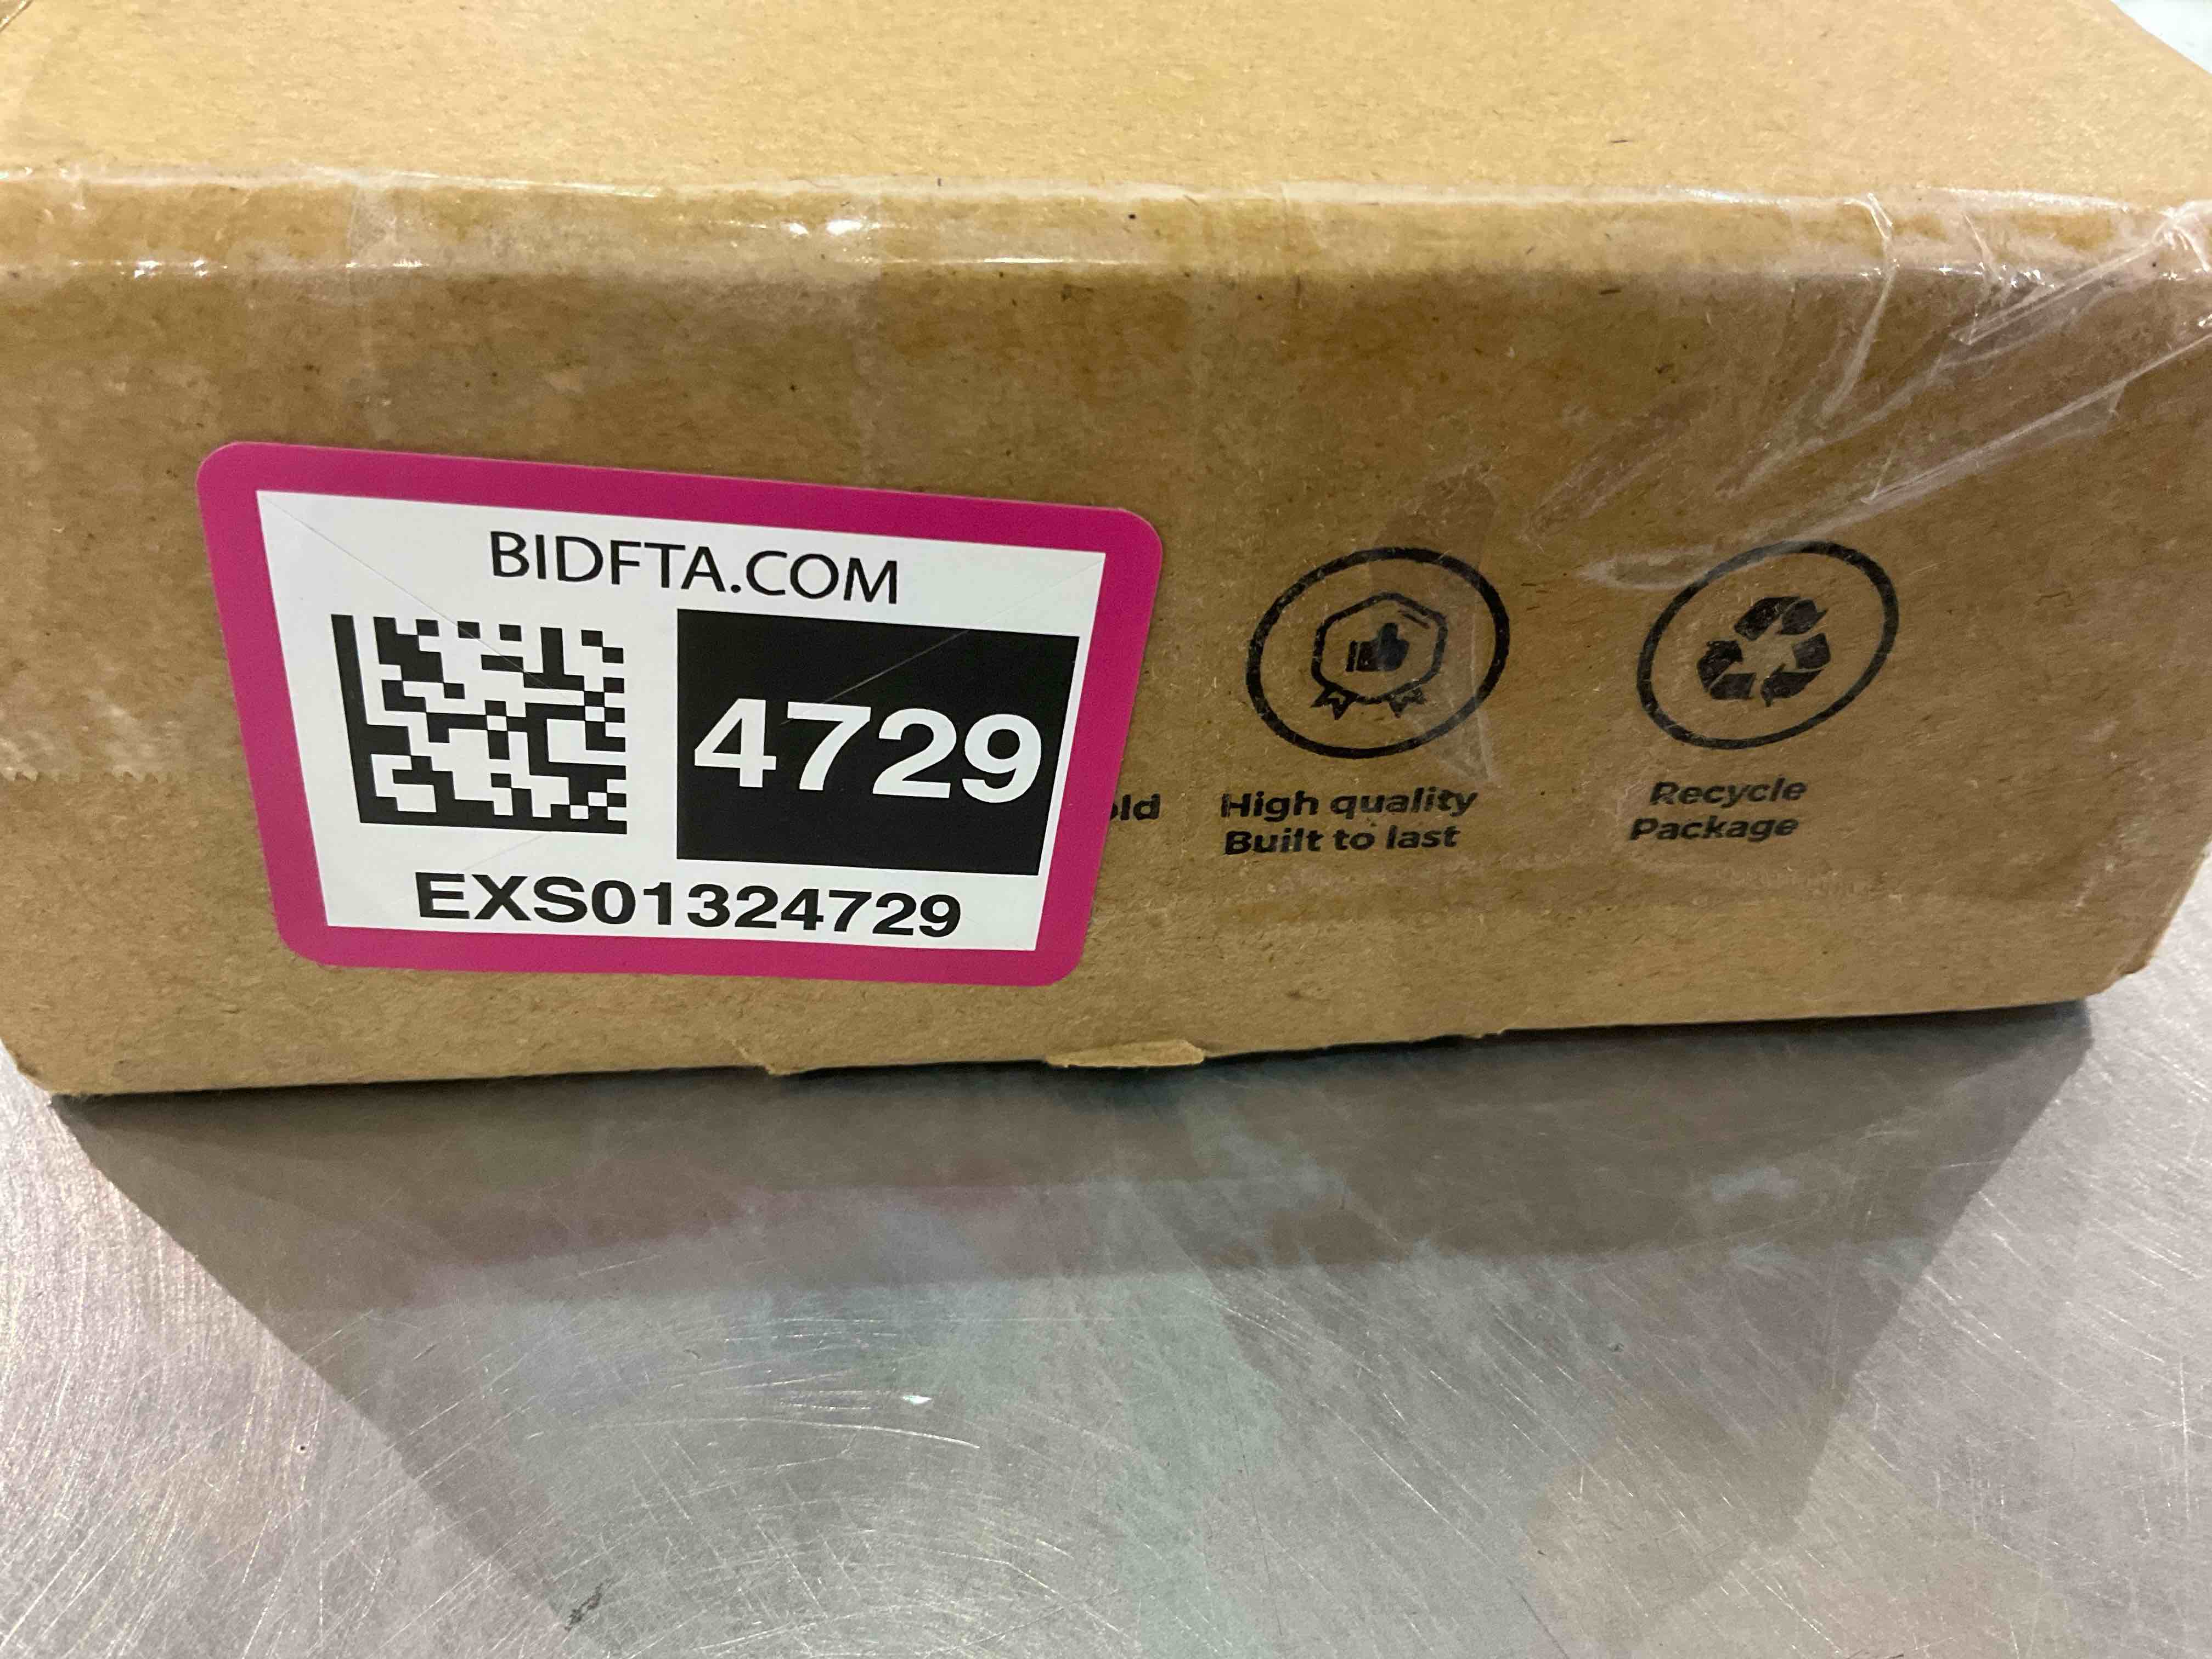 BIDFTA.COM
4729
EXS01324729
High quality
Built to last
Recycle
Package